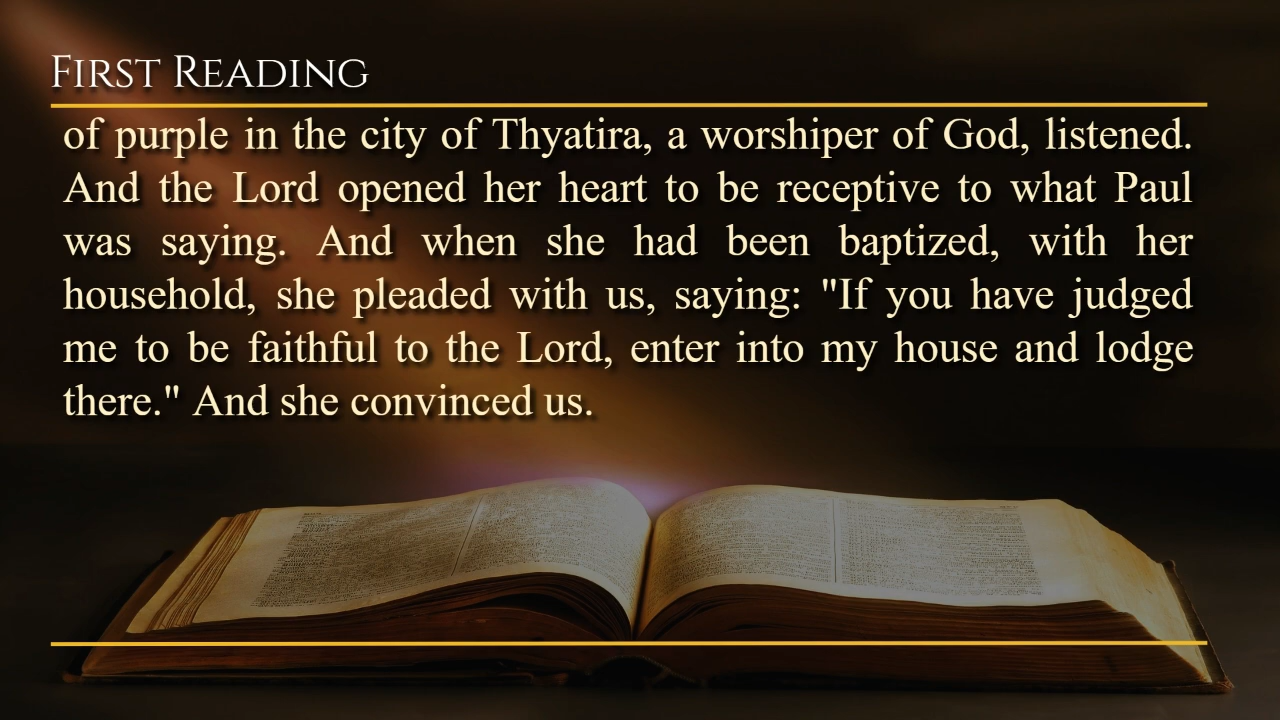 First Reading
of purple in the city of Thyatira, a worshiper of God, listened.
And the Lord opened her heart to be receptive to what Paul
was saying. And when she had been baptized, with her
household, she pleaded with us, saying: "If you have judged
me to be faithful to the Lord, enter into my house and lodge
there." And she convinced us.